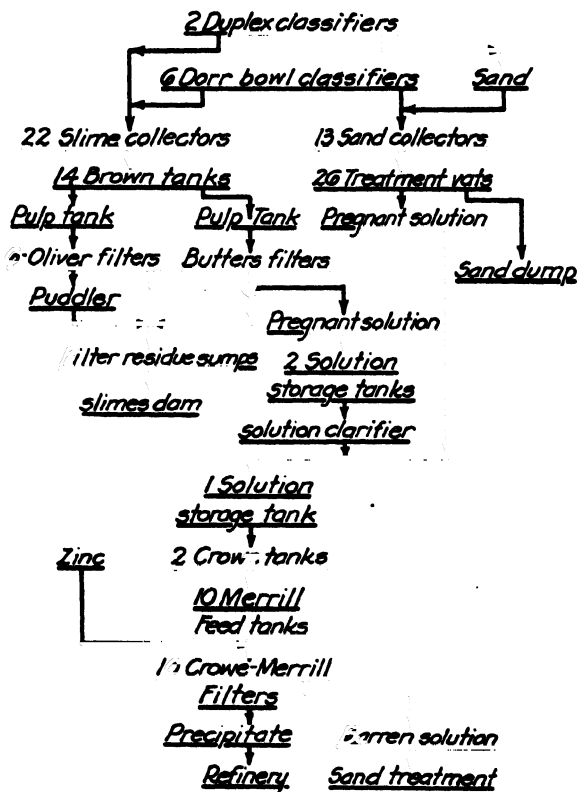 2 Duplex classifiers
6 Dorr bowl classifiers
Sand
22 Slime collectors
13 Sand collectors
14 Brown tanks
26 Treatment vats
Pulp tank
Pulp Tank
Pregnant solution
Oliver filters
Butters filters
Sand dump
Puddler
Pregnant solution
residue sumps
2 Solution
storage tanks
slimes dam
solution clarifier
1 Solution
storage tank
Zinc
2 tanks
10 Merrill
Feed tanks
Crowe-Merrill
Filters
Precipitate
solution
Refinery
Sand treatment